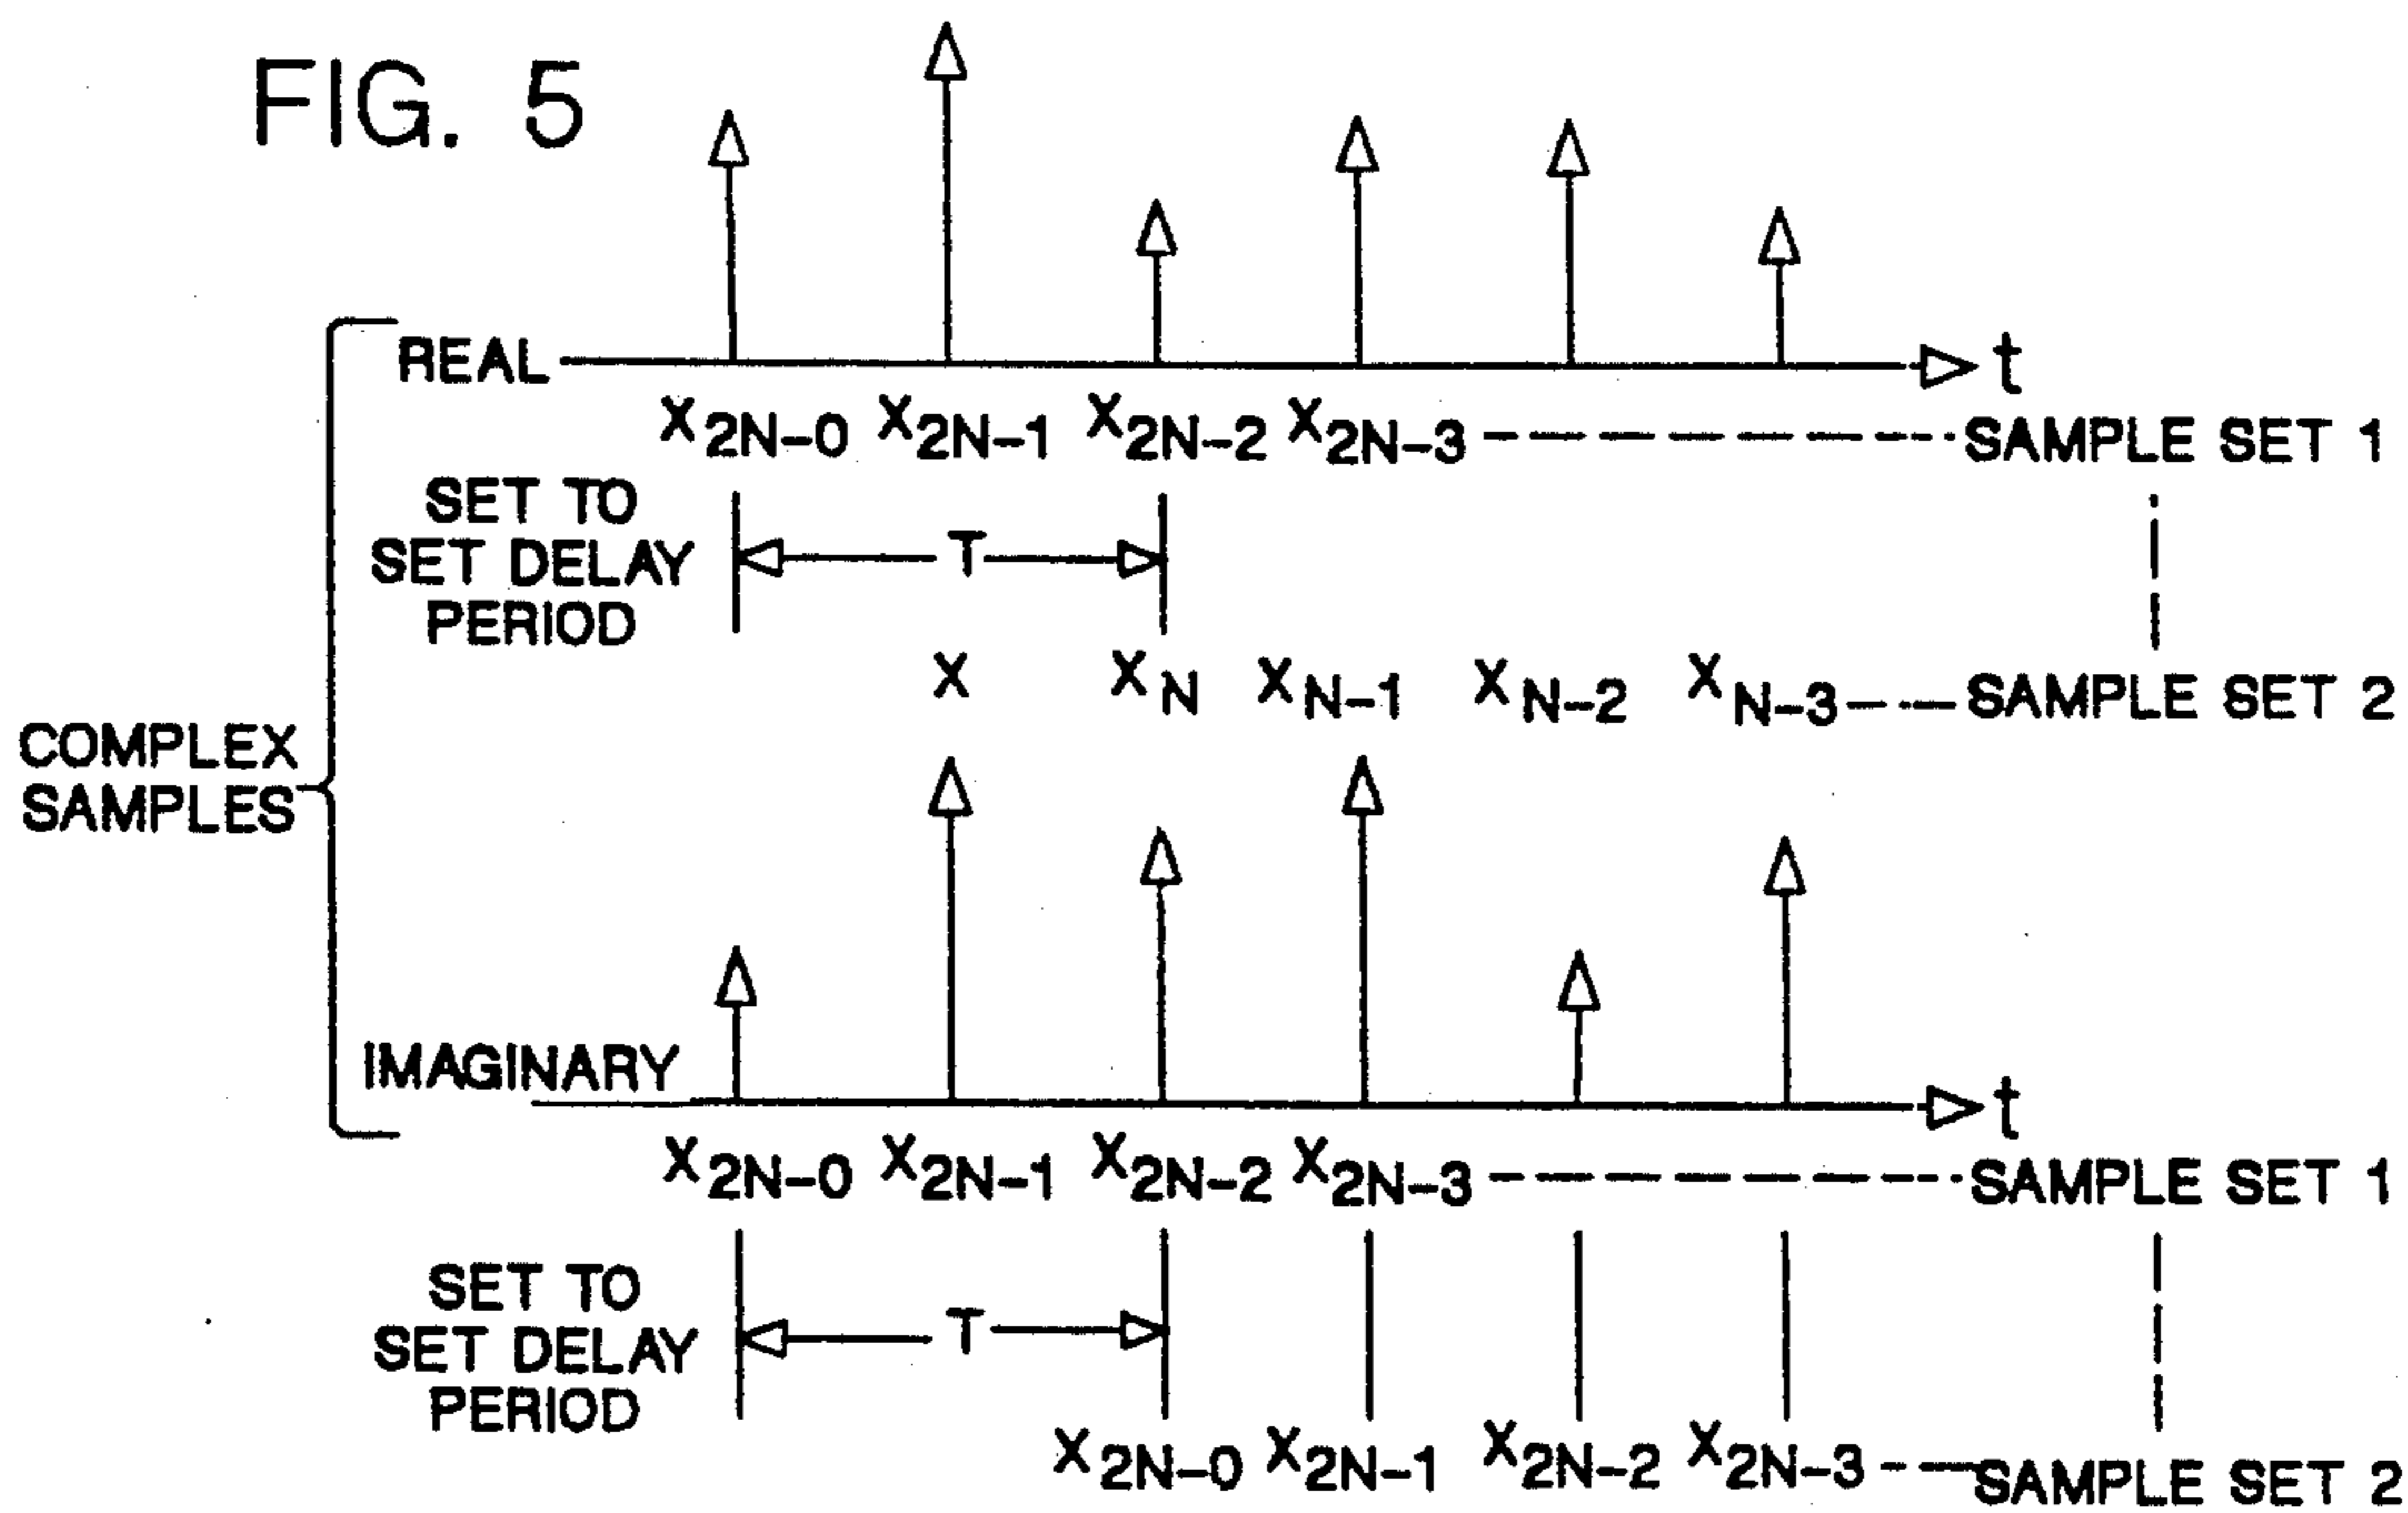 FIG. 5
REAL
t
X2N-0 X2N-1 X2N-2 X2N-3 SAMPLE SET 1
SET TO
SET DELAY
PERIOD
T
X XN XN-1 XN-2 XN-3 SAMPLE SET 2
COMPLEX
SAMPLES
IMAGINARY
t
X2N-0 X2N-1 X2N-2 X2N-3 SAMPLE SET 1
SET TO
SET DELAY
PERIOD
T
X2N-0 X2N-1 X2N-2 X2N-3 SAMPLE SET 2